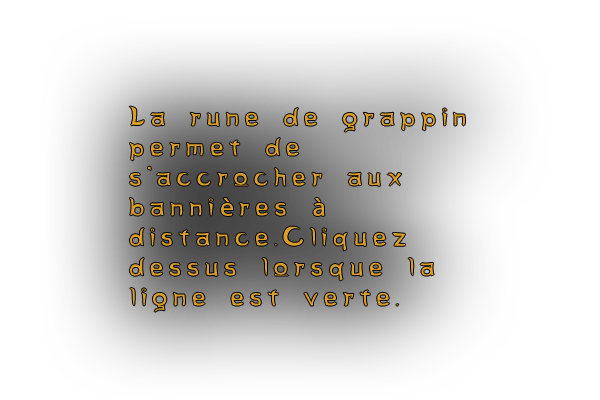 La rune de grappin
permet de
s'accrocher aux
bannières à
distance.Cliquez
dessus lorsque la
ligne est verte.